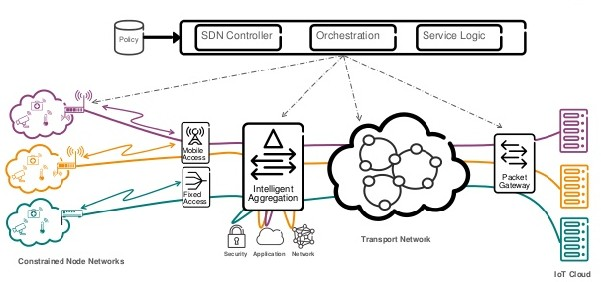 Policy
SDN Controller
Orchestration
Service Logic
Mobile
Access
Fixed
Access
Intelligent
Aggregation
Packet
Gateway
Security
Application
Network
Transport Network
Constrained Node Networks
IoT Cloud